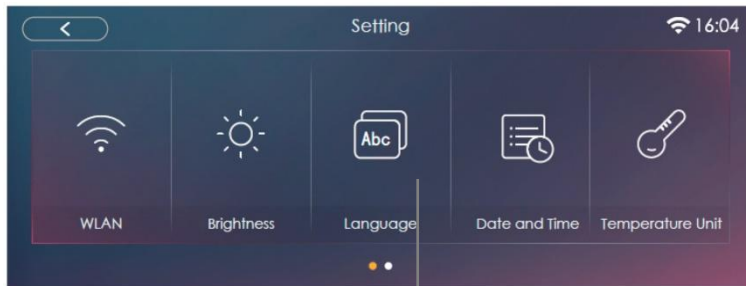 Setting
16:04
Abc
WLAN
Brightness
Language
Date and Time
Temperature Unit